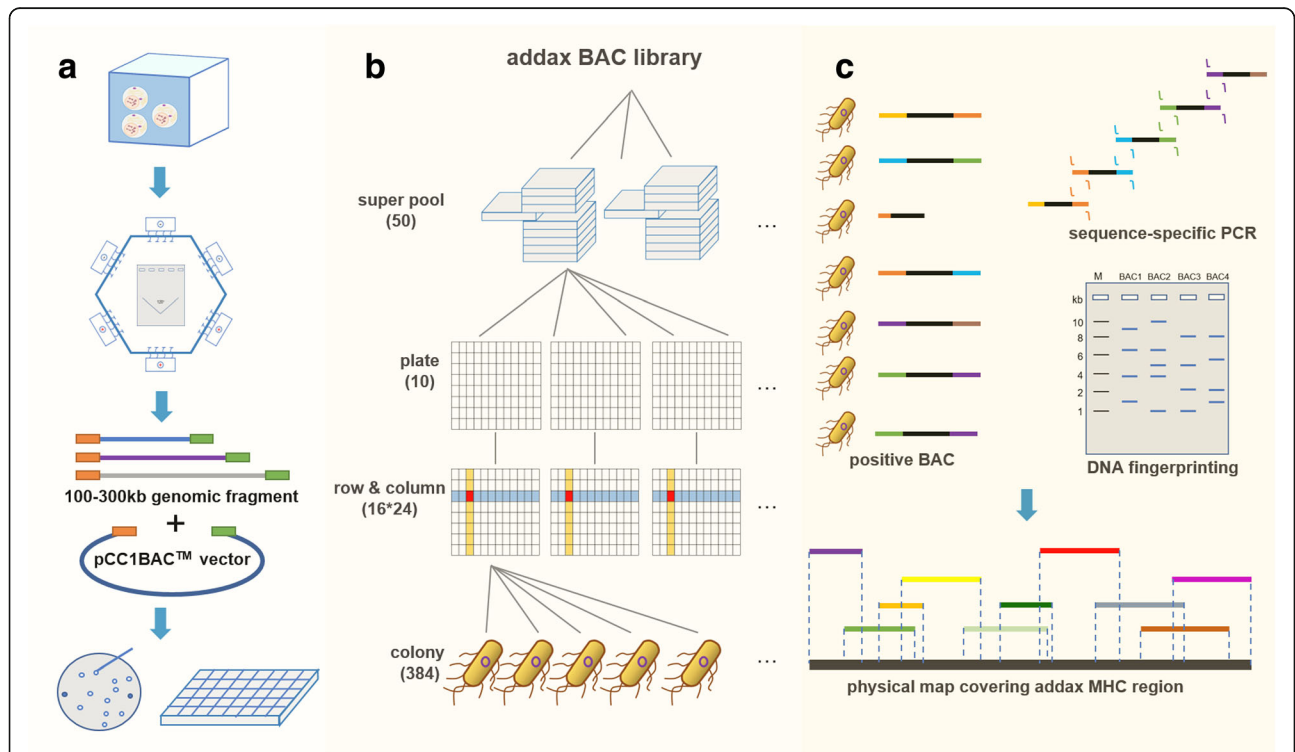 a
100-300kb genomic fragment
+
pCC1BAC™ vector
b
addax BAC library
super pool
(50)
...
plate
(10)
...
row & column
(16*24)
...
colony
(384)
...
c
positive BAC
sequence-specific PCR
M BAC1 BAC2 BAC3 BAC4
kb
10
8
6
4
2
1
DNA fingerprinting
physical map covering addax MHC region